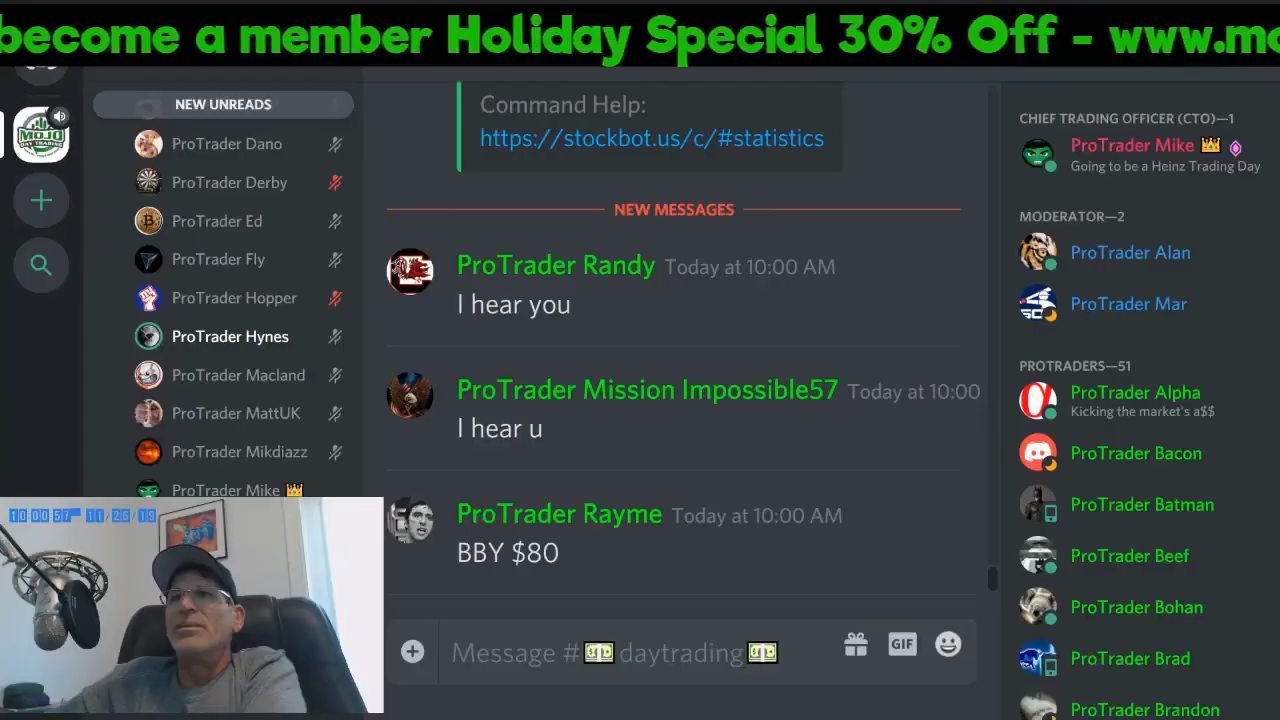 become a member Holiday Special 30% Off - www.mo
NEW UNREADS
ProTrader Dano
ProTrader Derby
ProTrader Ed
ProTrader Fly
ProTrader Hopper
ProTrader Hynes
ProTrader Macland
ProTrader MattUK
ProTrader Mikdiazz
ProTrader Mike
MOJO
DAY TRADING
10:00:57 11/26/19
Command Help:
https://stockbot.us/c/#statistics
NEW MESSAGES
ProTrader Randy Today at 10:00 AM
I hear you
ProTrader Mission Impossible57 Today at 10:00
I hear u
ProTrader Rayme Today at 10:00 AM
BBY $80
Message #💵daytrading💵
GIF
CHIEF TRADING OFFICER (CTO)—1
ProTrader Mike
Going to be a Heinz Trading Day
MODERATOR—2
ProTrader Alan
ProTrader Mar
PROTRADERS—51
ProTrader Alpha
Kicking the market's a$$
ProTrader Bacon
ProTrader Batman
ProTrader Beef
ProTrader Bohan
ProTrader Brad
ProTrader Brandon